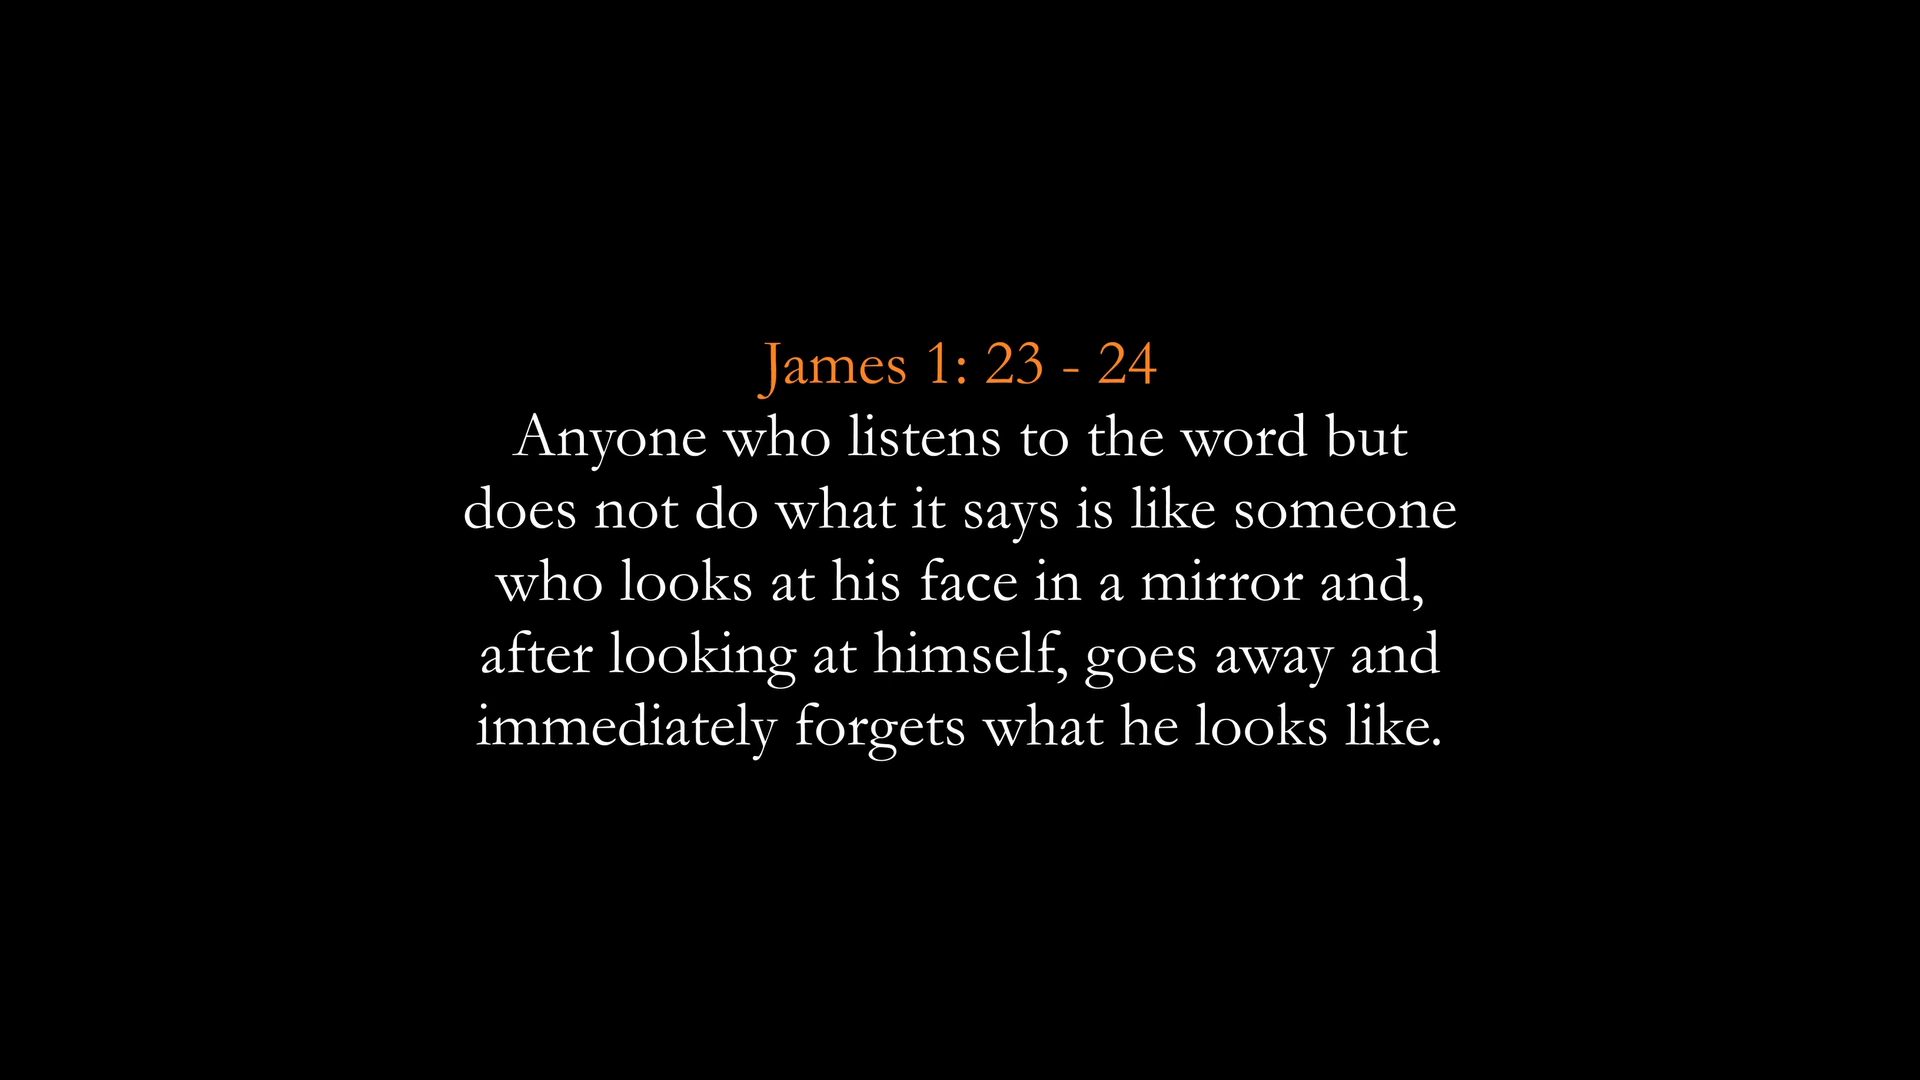 James 1: 23 - 24
Anyone who listens to the word but
does not do what it says is like someone
who looks at his face in a mirror and,
after looking at himself, goes away and
immediately forgets what he looks like.